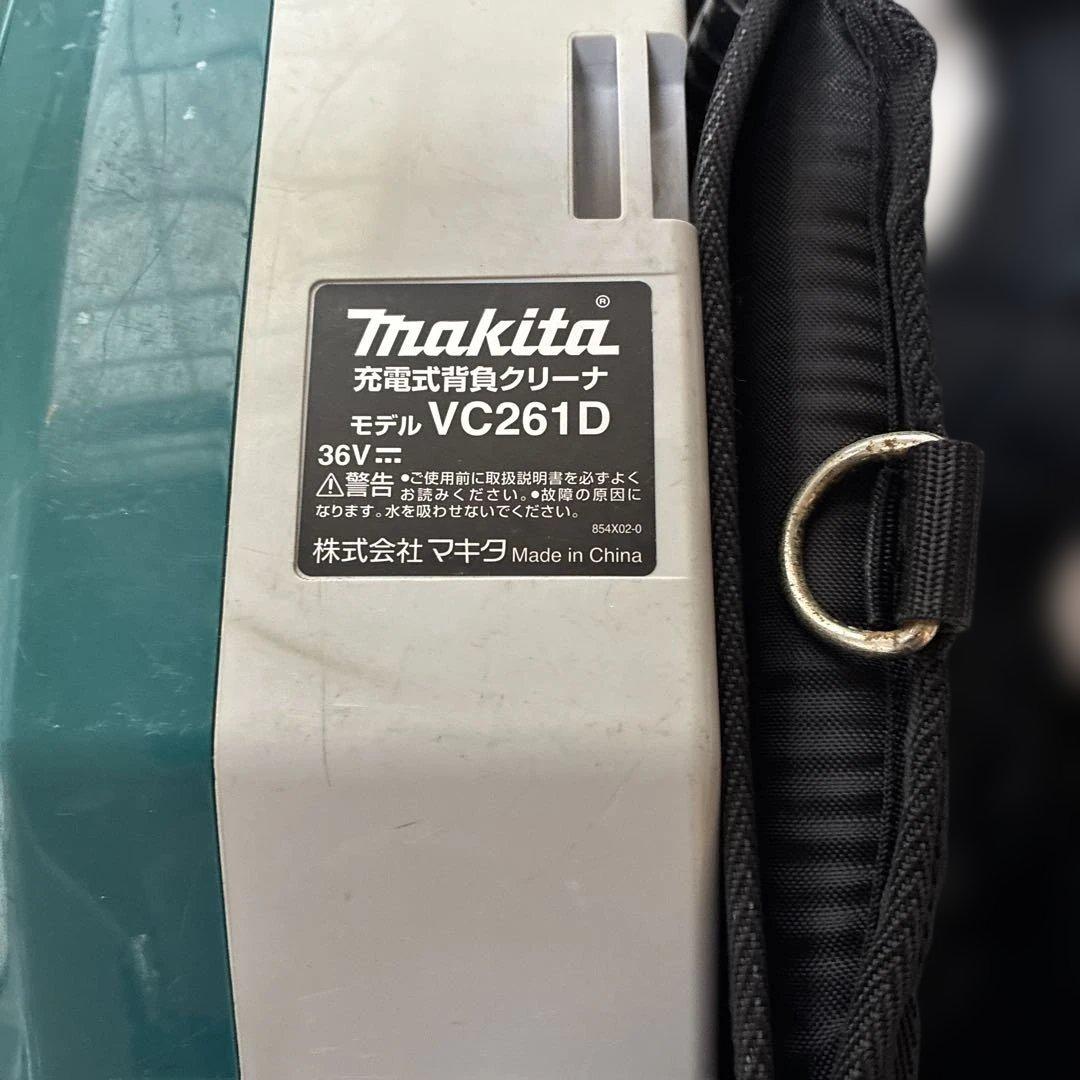 makita®
充電式背負クリーナ
モデル VC261D
36V⎓
⚠警告 •ご使用前に取扱説明書を必ずよく
お読みください。•故障の原因に
なります。水を吸わせないでください。
854X02-0
株式会社 マキタ Made in China